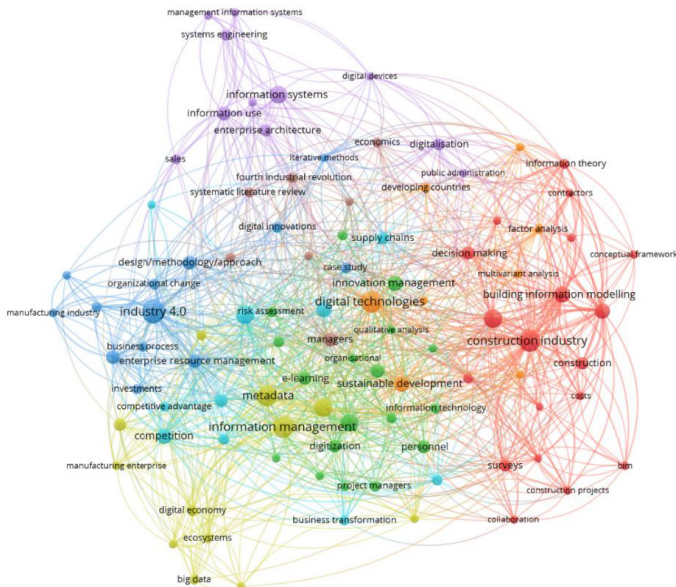 management information systems
systems engineering
digital devices
information systems
information use
enterprise architecture
economics
digitalisation
sales
iterative methods
information theory
fourth industrial revolution
public administration
systematic literature review
developing countries
contractors
digital innovations
factor analysis
supply chains
decision making
conceptual framework
design/methodology/approach
case study
multivariant analysis
organizational change
innovation management
building information modelling
digital technologies
manufacturing industry
industry 4.0
risk assessment
qualitative analysis
managers
construction industry
business process
enterprise resource management
organisational
construction
e-learning
sustainable development
investments
metadata
costs
competitive advantage
information technology
information management
competition
digitization
personnel
manufacturing enterprise
surveys
bim
project managers
construction projects
digital economy
business transformation
collaboration
ecosystems
big data